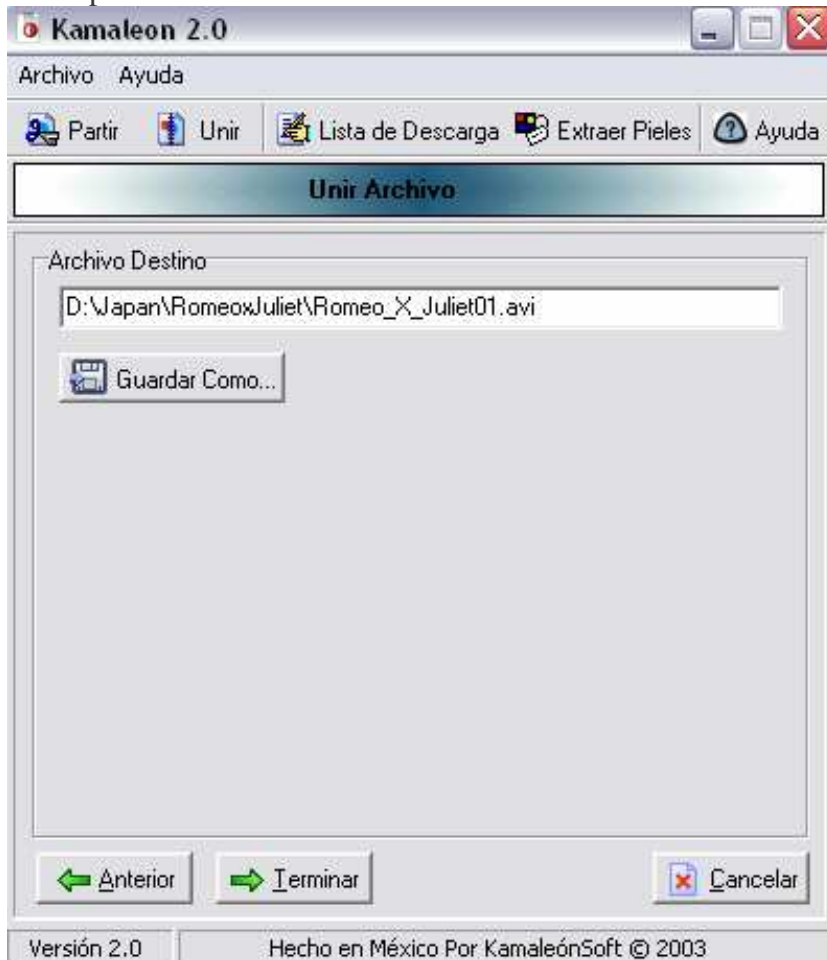 Kamaleon 2.0
Archivo Ayuda
Partir Unir Lista de Descarga Extraer Pieles Ayuda
Unir Archivo
Archivo Destino
D:\Japan\RomeoxJuliet\Romeo_X_Juliet01.avi
Guardar Como...
Anterior Terminar Cancelar
Versión 2.0 Hecho en México Por KamaleónSoft © 2003